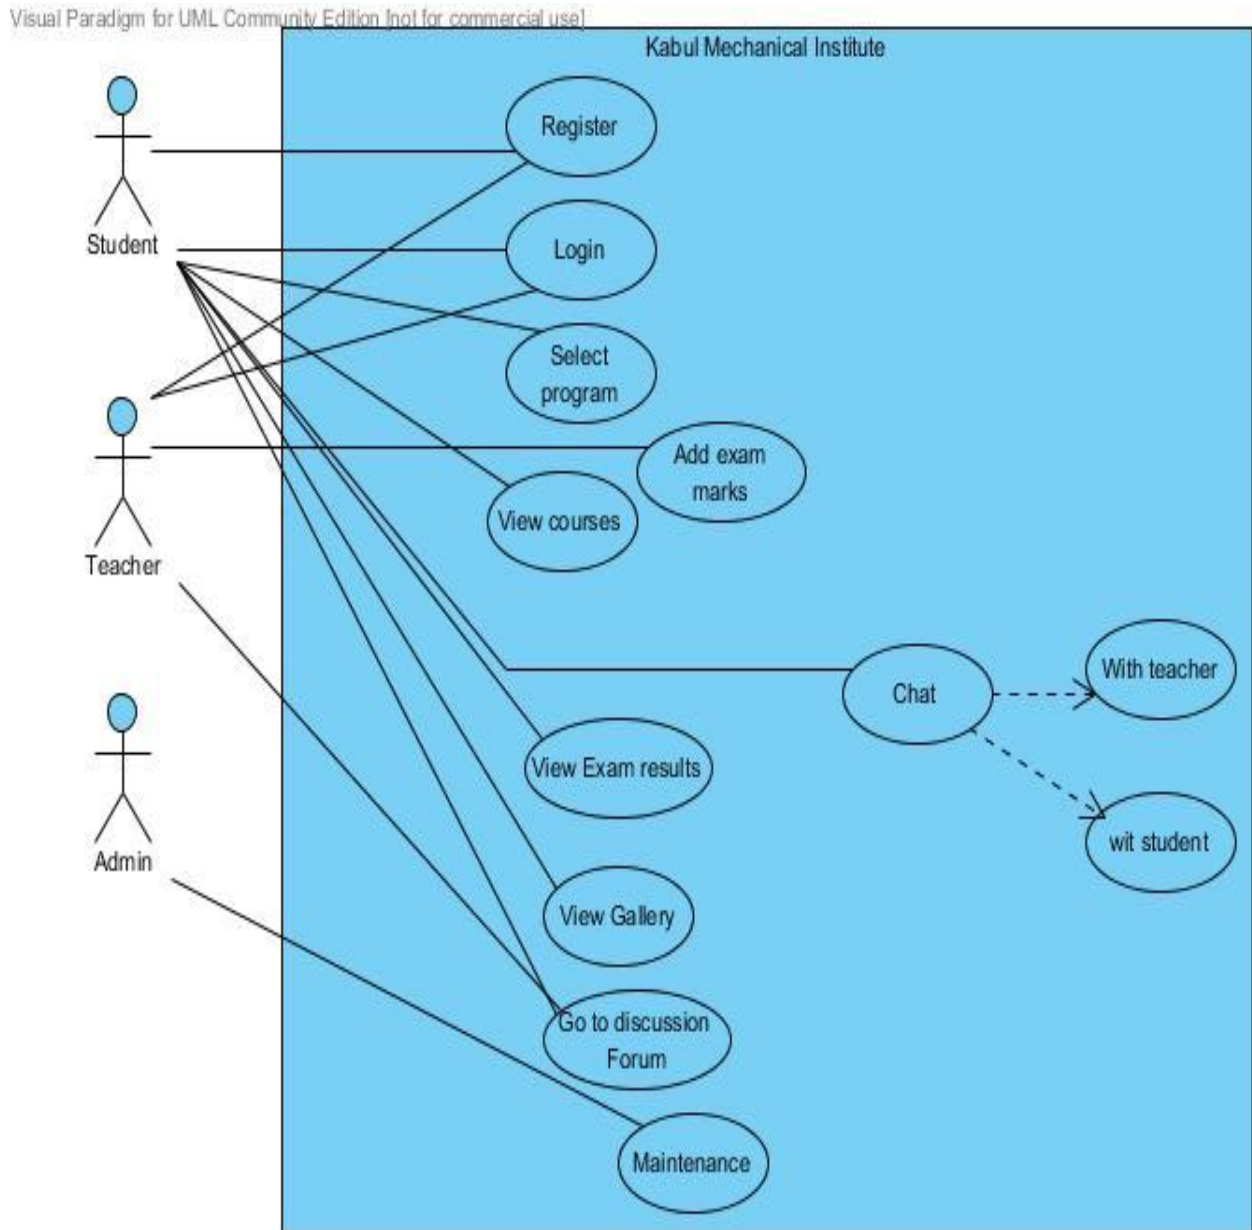 Visual Paradigm for UML Community Edition [not for commercial use]
Kabul Mechanical Institute
Register
Student
Login
Select
program
Add exam
marks
View courses
Teacher
With teacher
Chat
View Exam results
wit student
Admin
View Gallery
Go to discussion
Forum
Maintenance